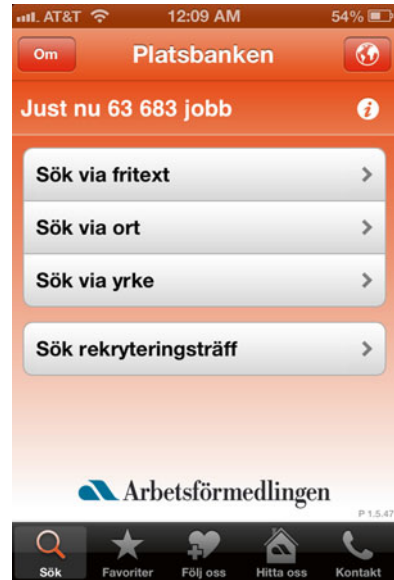 AT&T 12:09 AM 54%
Om Platsbanken
Just nu 63 683 jobb
Sök via fritext
Sök via ort
Sök via yrke
Sök rekryteringsträff
Arbetsförmedlingen
P 1.5.47
Sök Favoriter Följ oss Hitta oss Kontakt